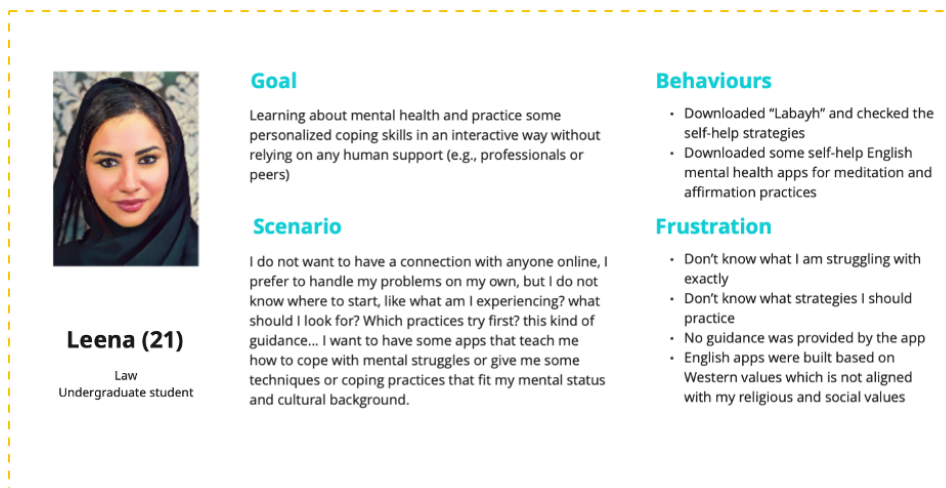 Leena (21)
Law
Undergraduate student
Goal
Learning about mental health and practice some
personalized coping skills in an interactive way without
relying on any human support (e.g., professionals or
peers)
Scenario
I do not want to have a connection with anyone online, I
prefer to handle my problems on my own, but I do not
know where to start, like what am I experiencing? what
should I look for? Which practices try first? this kind of
guidance... I want to have some apps that teach me
how to cope with mental struggles or give me some
techniques or coping practices that fit my mental status
and cultural background.
Behaviours
• Downloaded “Labayh” and checked the
self-help strategies
• Downloaded some self-help English
mental health apps for meditation and
affirmation practices
Frustration
• Don’t know what I am struggling with
exactly
• Don’t know what strategies I should
practice
• No guidance was provided by the app
• English apps were built based on
Western values which is not aligned
with my religious and social values